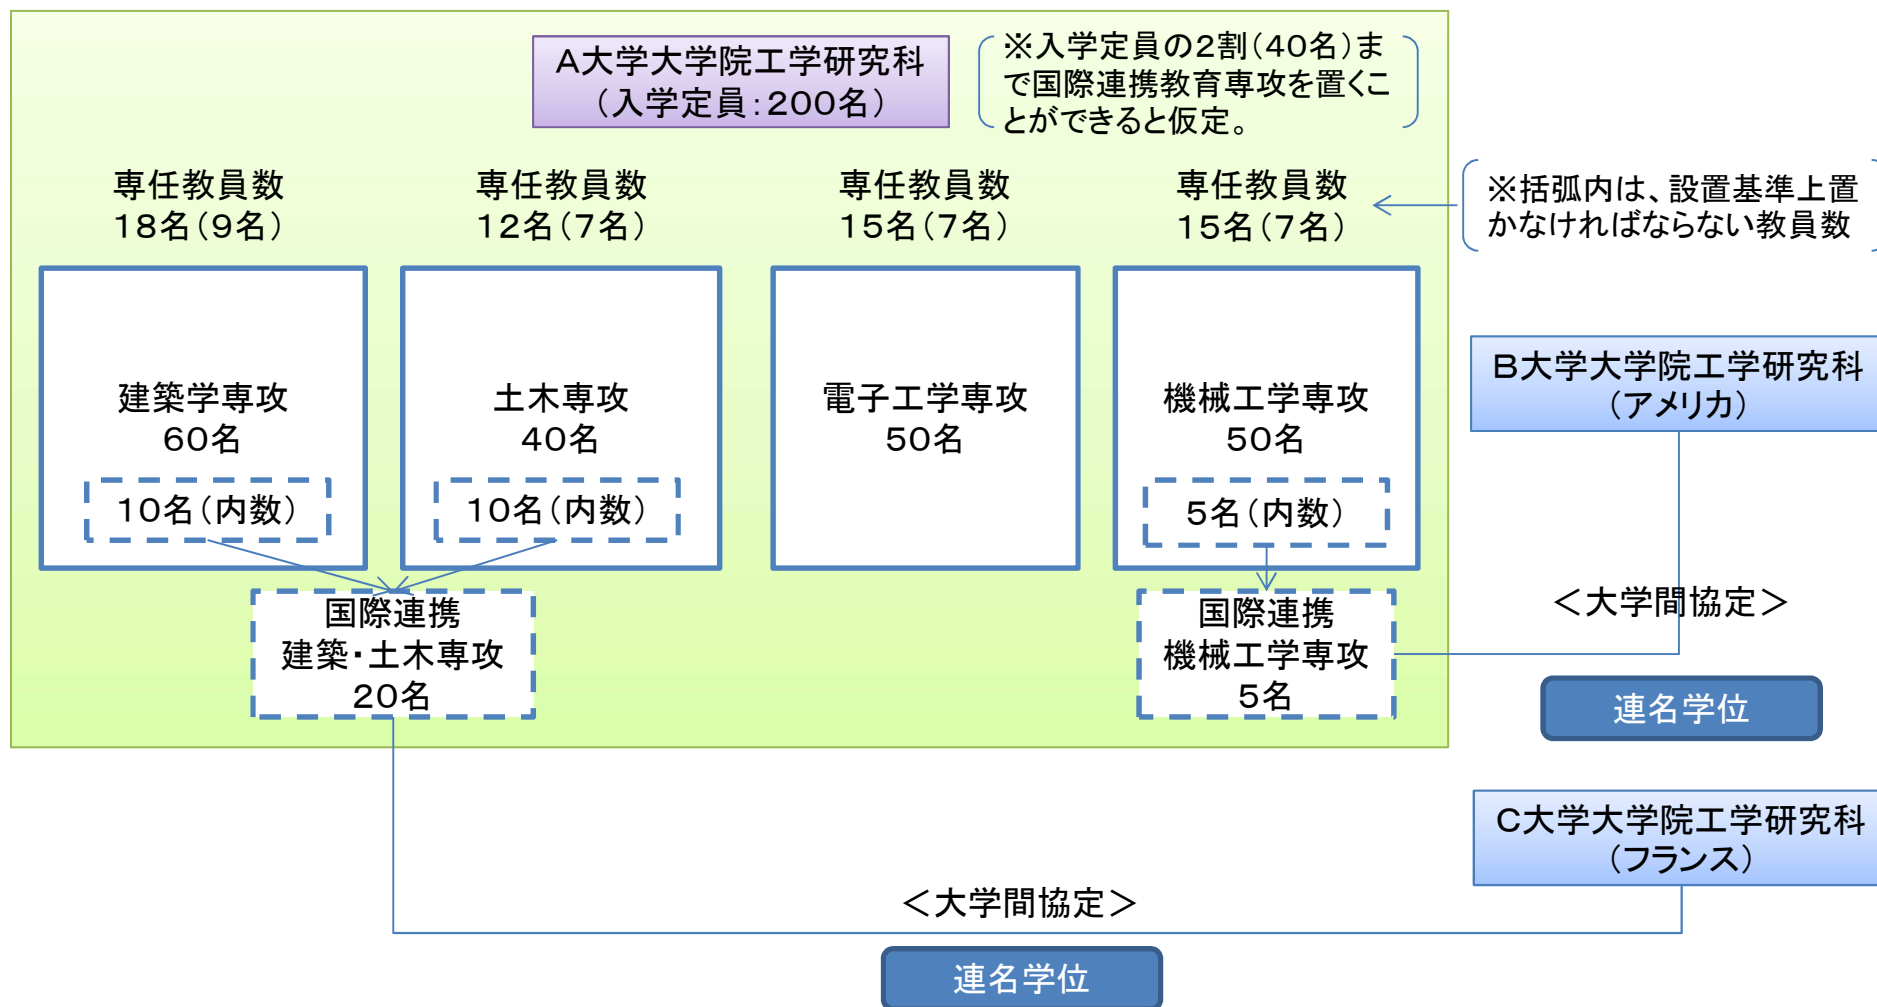 A大学大学院工学研究科
（入学定員：200名）
※入学定員の2割（40名）ま
で国際連携教育専攻を置くこ
とができると仮定。
専任教員数
18名（9名）
専任教員数
12名（7名）
専任教員数
15名（7名）
専任教員数
15名（7名）
※括弧内は、設置基準上置
かなければならない教員数
建築学専攻
60名
10名（内数）
土木専攻
40名
10名（内数）
電子工学専攻
50名
機械工学専攻
50名
5名（内数）
B大学大学院工学研究科
（アメリカ）
国際連携
建築・土木専攻
20名
国際連携
機械工学専攻
5名
＜大学間協定＞
連名学位
C大学大学院工学研究科
（フランス）
＜大学間協定＞
連名学位